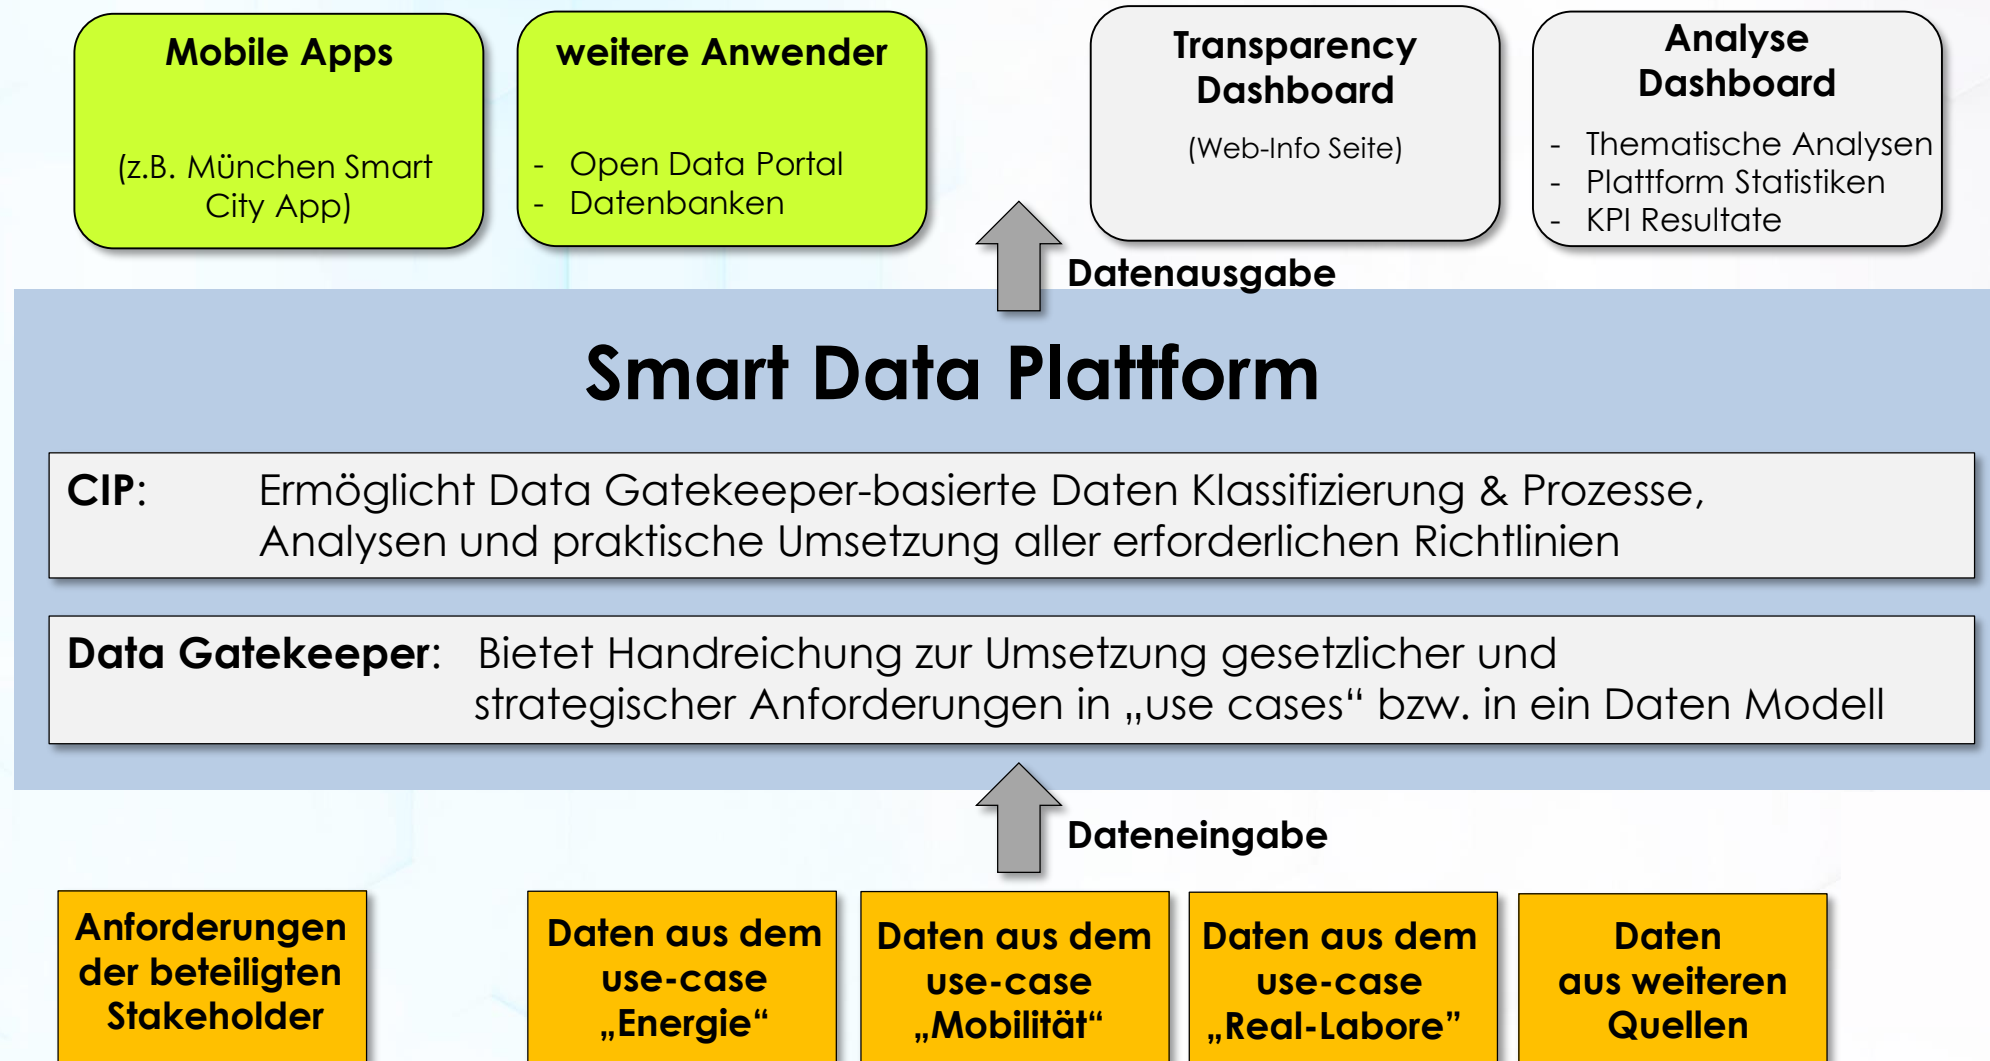 Mobile Apps
(z.B. München Smart
City App)
weitere Anwender
- Open Data Portal
- Datenbanken
Transparency
Dashboard
(Web-Info Seite)
Analyse
Dashboard
- Thematische Analysen
- Plattform Statistiken
- KPI Resultate
Datenausgabe
Smart Data Plattform
CIP: Ermöglicht Data Gatekeeper-basierte Daten Klassifizierung & Prozesse,
Analysen und praktische Umsetzung aller erforderlichen Richtlinien
Data Gatekeeper: Bietet Handreichung zur Umsetzung gesetzlicher und
strategischer Anforderungen in „use cases“ bzw. in ein Daten Modell
Dateneingabe
Anforderungen
der beteiligten
Stakeholder
Daten aus dem
use-case
„Energie“
Daten aus dem
use-case
„Mobilität“
Daten aus dem
use-case
„Real-Labore”
Daten
aus weiteren
Quellen